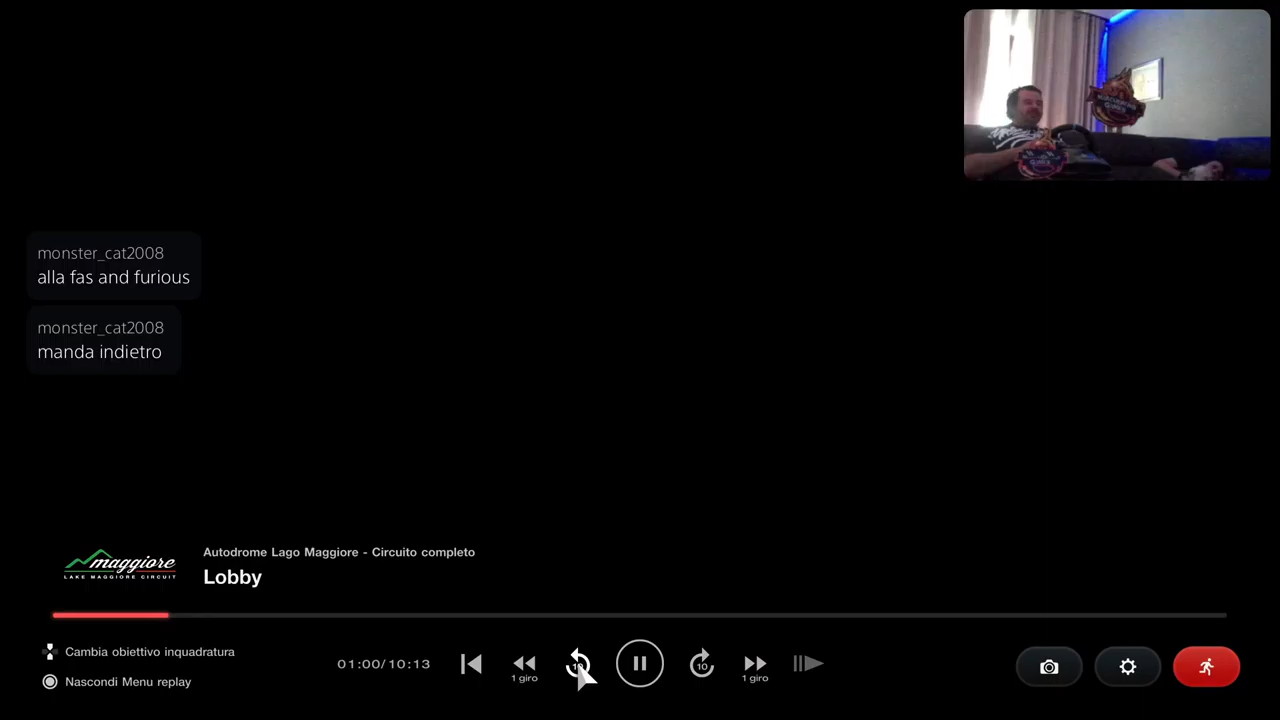 monster_cat2008
alla fas and furious
monster_cat2008
manda indietro
maggiore
LAKE MAGGIORE CIRCUIT
Autodrome Lago Maggiore - Circuito completo
Lobby
Cambia obiettivo inquadratura
Nascondi Menu replay
01:00/10:13
1 giro
10
10
1 giro